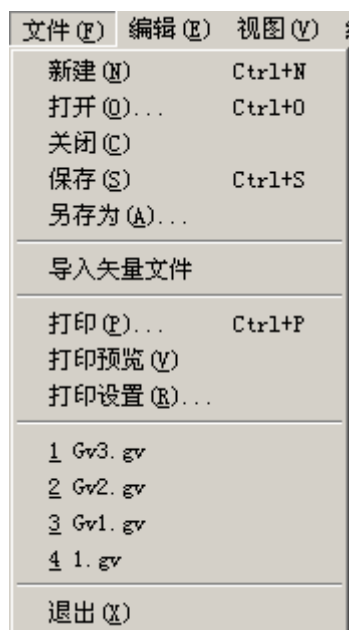 文件(F) 编辑(E) 视图(V)
新建(N) Ctrl+N
打开(O)... Ctrl+O
关闭(C)
保存(S) Ctrl+S
另存为(A)...
导入矢量文件
打印(P)... Ctrl+P
打印预览(V)
打印设置(R)...
1 Gv3.gv
2 Gv2.gv
3 Gv1.gv
4 1.gv
退出(X)